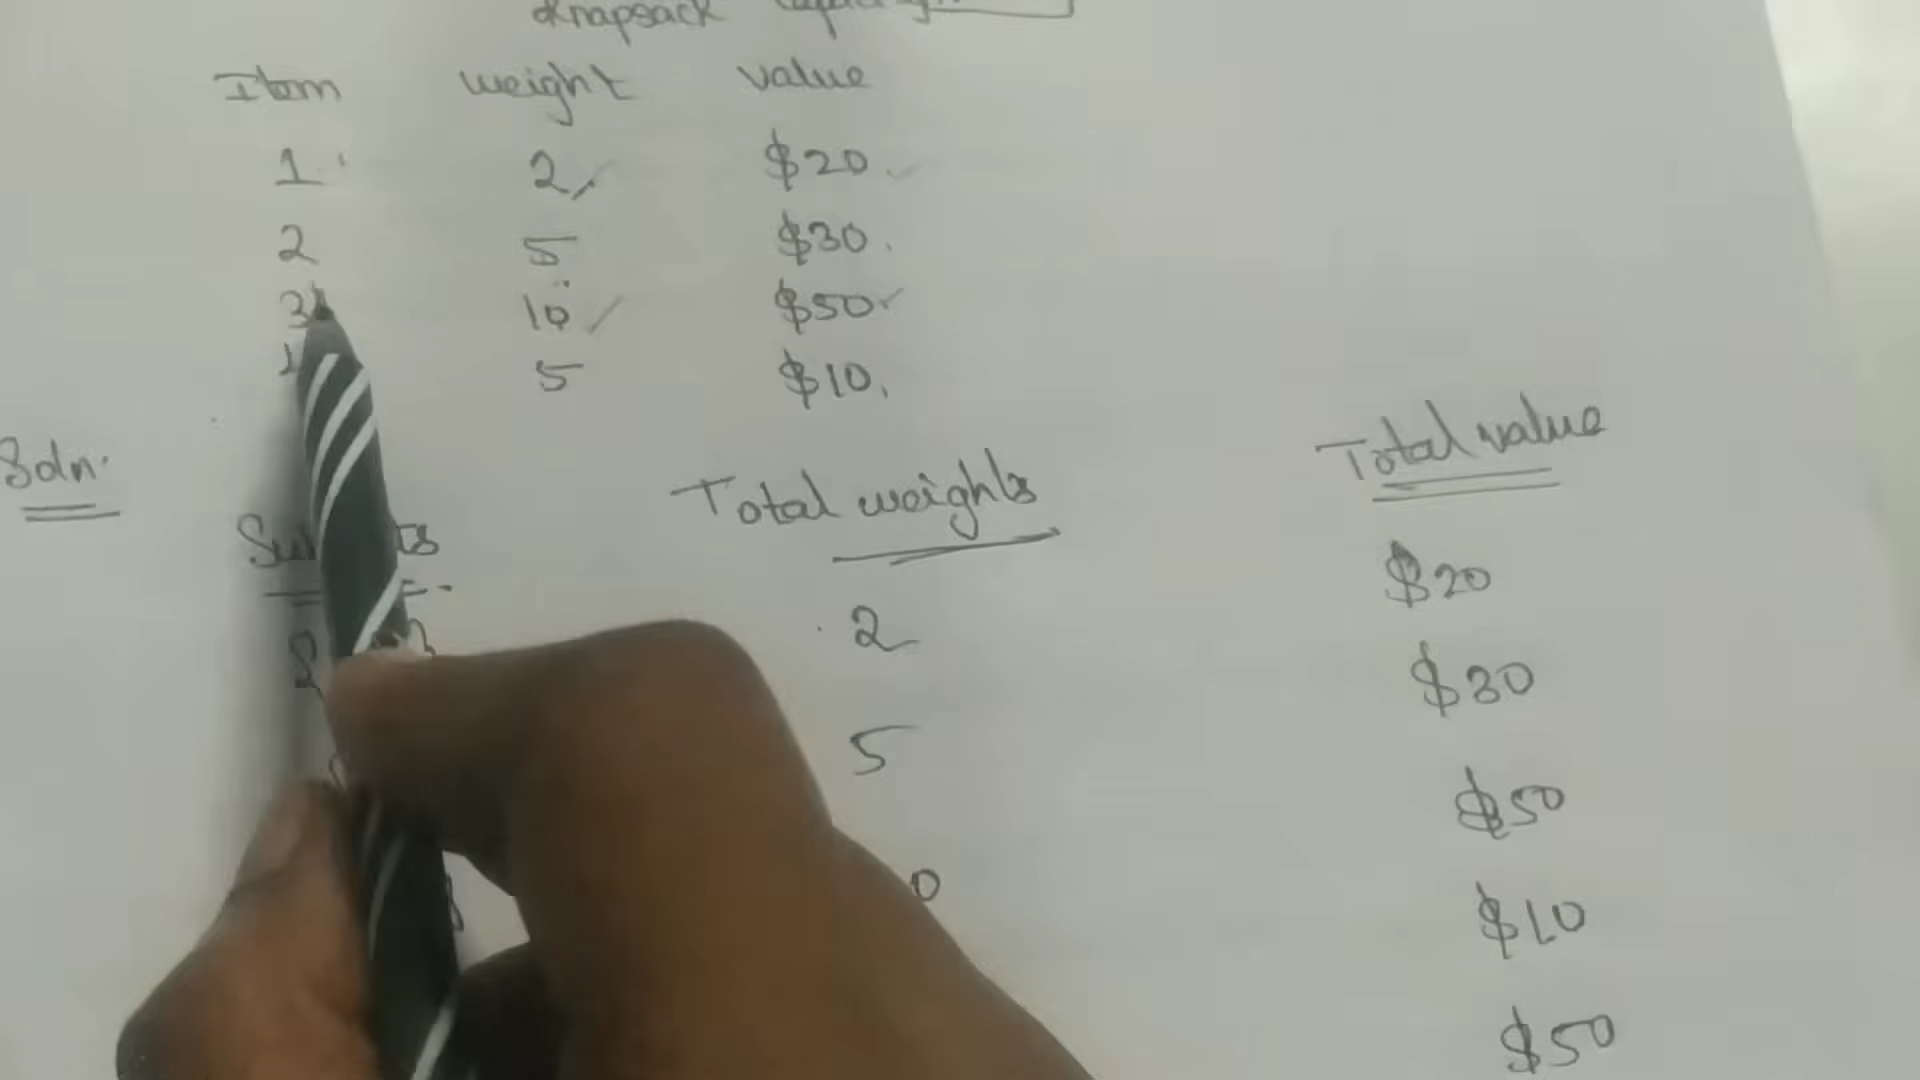 Knapsack
Item weight value
1 2 $20
2 5 $30
3 10 $50
5 $10
Soln.
Total weights Total value
2 $20
5 $30
$50
$10
$50